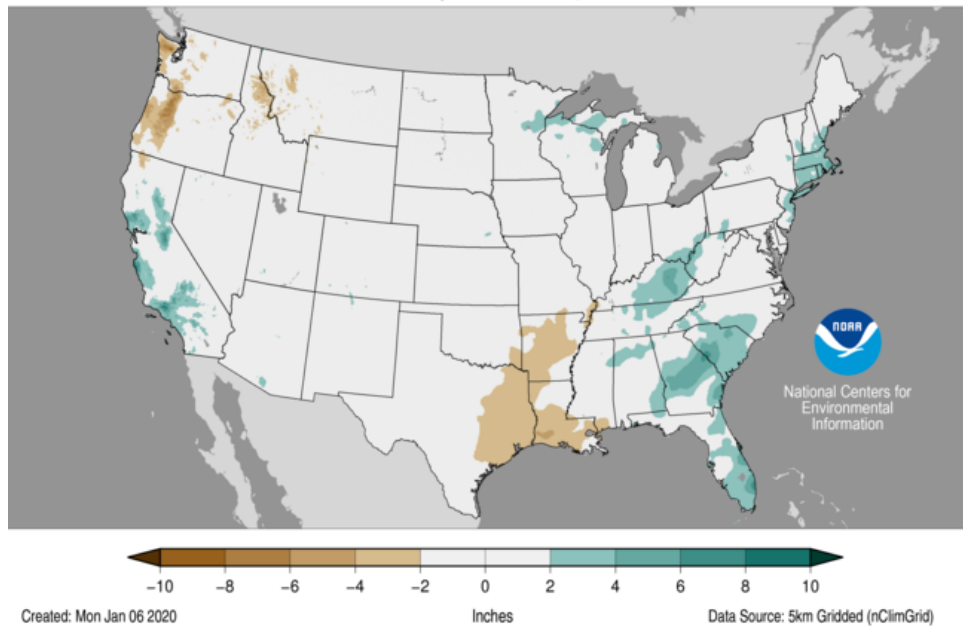 NOAA
National Centers for
Environmental
Information
−10 −8 −6 −4 −2 0 2 4 6 8 10
Created: Mon Jan 06 2020 Inches Data Source: 5km Gridded (nClimGrid)